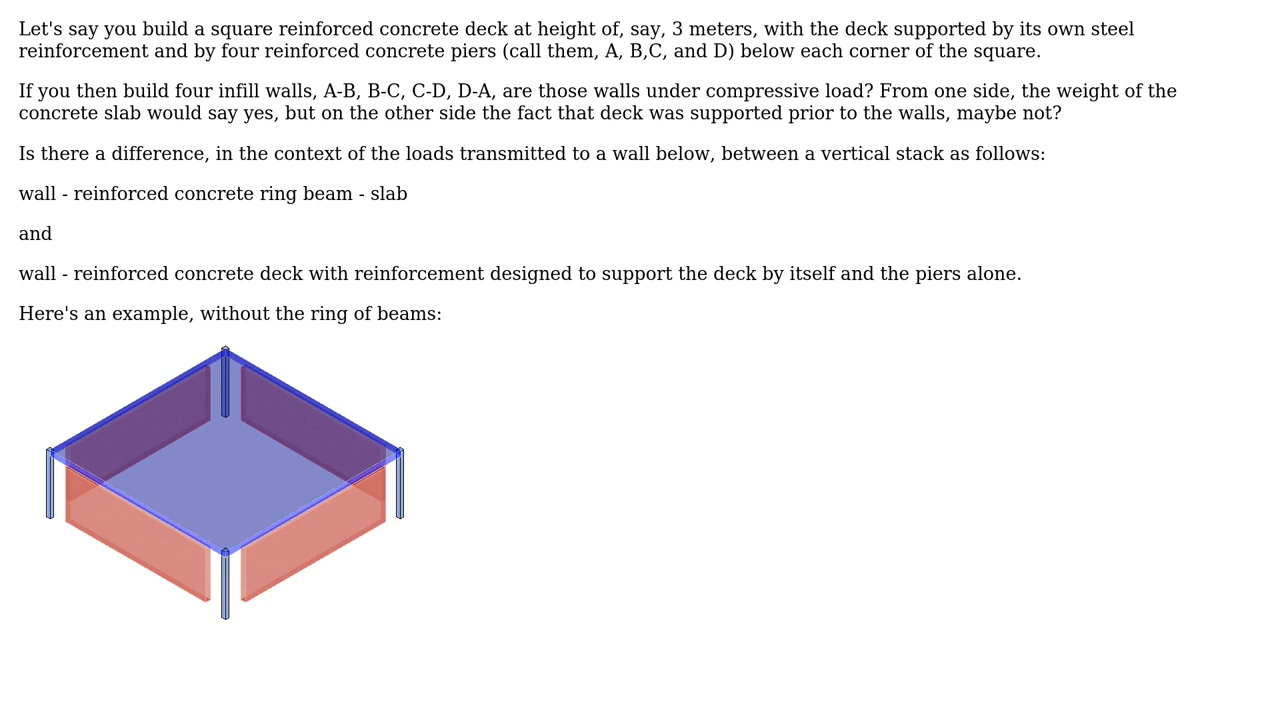 Let's say you build a square reinforced concrete deck at height of, say, 3 meters, with the deck supported by its own steel
reinforcement and by four reinforced concrete piers (call them, A, B,C, and D) below each corner of the square.
If you then build four infill walls, A-B, B-C, C-D, D-A, are those walls under compressive load? From one side, the weight of the
concrete slab would say yes, but on the other side the fact that deck was supported prior to the walls, maybe not?
Is there a difference, in the context of the loads transmitted to a wall below, between a vertical stack as follows:
wall - reinforced concrete ring beam - slab
and
wall - reinforced concrete deck with reinforcement designed to support the deck by itself and the piers alone.
Here's an example, without the ring of beams: